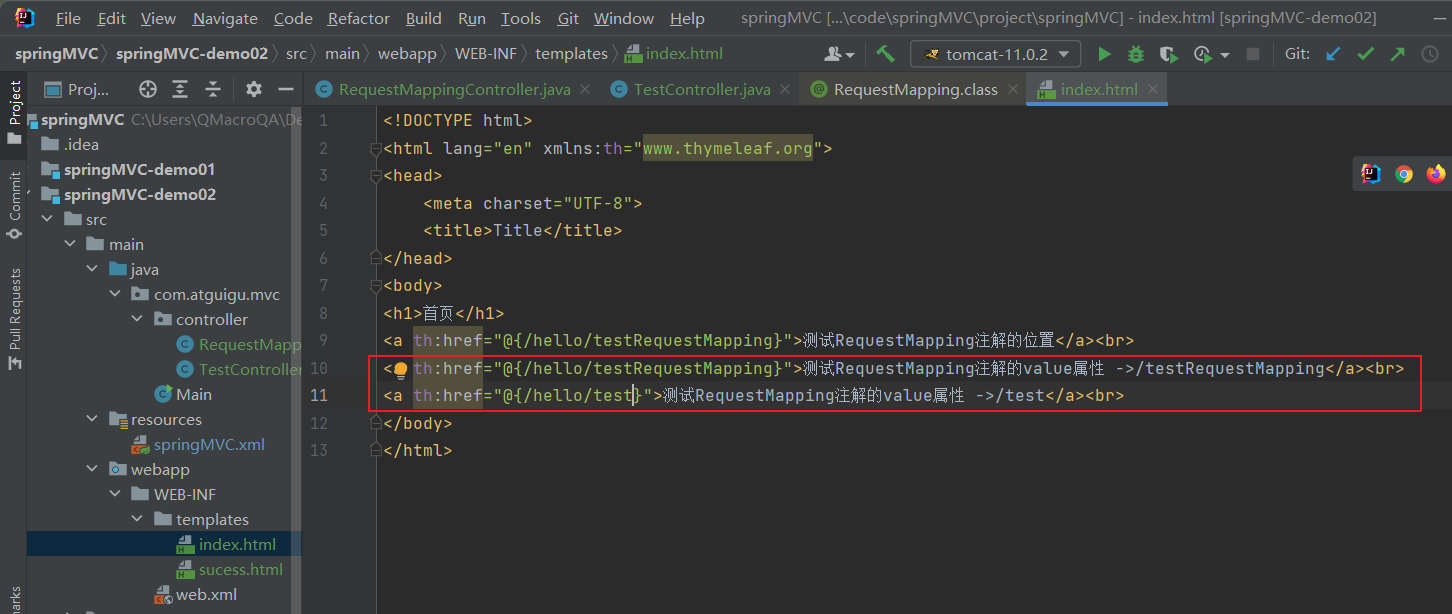 File Edit View Navigate Code Refactor Build Run Tools Git Window Help springMVC [...\code\springMVC\project\springMVC] - index.html [springMVC-demo02]
springMVC springMVC-demo02 src main webapp WEB-INF templates index.html tomcat-11.0.2 Git:
Project
Commit
Pull Requests
Proj...
RequestMappingController.java TestController.java RequestMapping.class index.html
springMVC C:\Users\QMacroQA\De
.idea
springMVC-demo01
springMVC-demo02
src
main
java
com.atguigu.mvc
controller
RequestMapp
TestController
Main
resources
springMVC.xml
webapp
WEB-INF
templates
index.html
sucess.html
web.xml
1 <!DOCTYPE html>
2 <html lang="en" xmlns:th="www.thymeleaf.org">
3 <head>
4 <meta charset="UTF-8">
5 <title>Title</title>
6 </head>
7 <body>
8 <h1>首页</h1>
9 <a th:href="@{/hello/testRequestMapping}">测试RequestMapping注解的位置</a><br>
10 < th:href="@{/hello/testRequestMapping}">测试RequestMapping注解的value属性 ->/testRequestMapping</a><br>
11 <a th:href="@{/hello/test}">测试RequestMapping注解的value属性 ->/test</a><br>
12 </body>
13 </html>